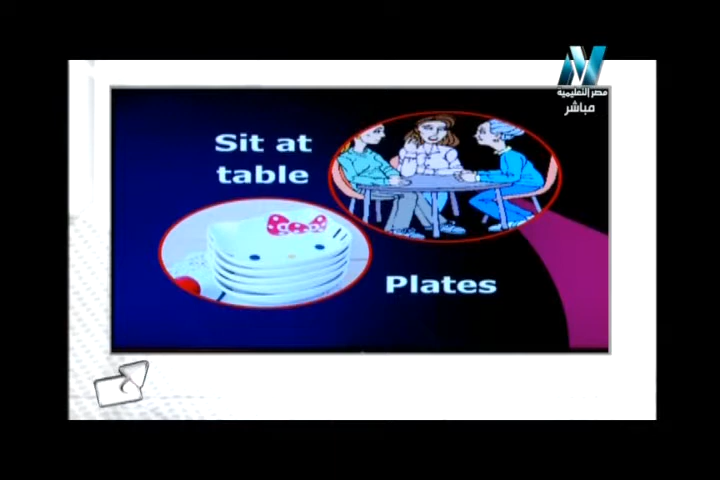 مصر التعليمية
مباشر
Sit at
table
Plates